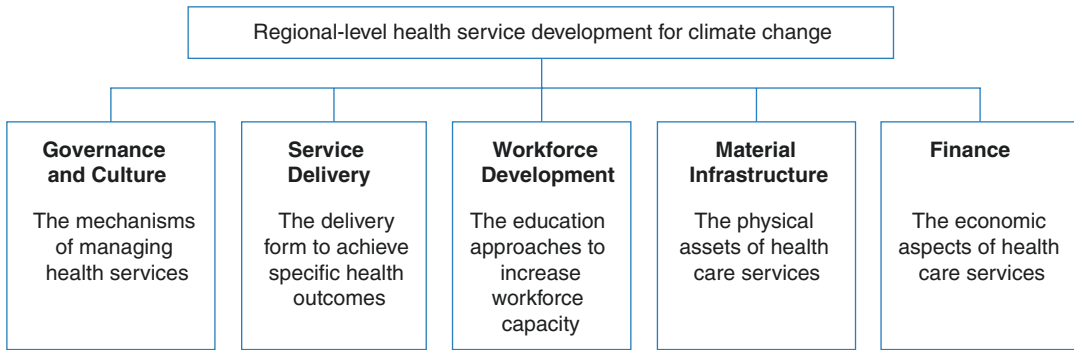 Regional-level health service development for climate change
Governance
and Culture
The mechanisms
of managing
health services
Service
Delivery
The delivery
form to achieve
specific health
outcomes
Workforce
Development
The education
approaches to
increase
workforce
capacity
Material
Infrastructure
The physical
assets of health
care services
Finance
The economic
aspects of health
care services